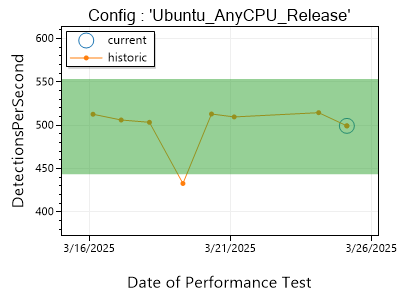 Config : 'Ubuntu_AnyCPU_Release'
current
historic
DetectionsPerSecond
600
550
500
450
400
3/16/2025
3/21/2025
3/26/2025
Date of Performance Test